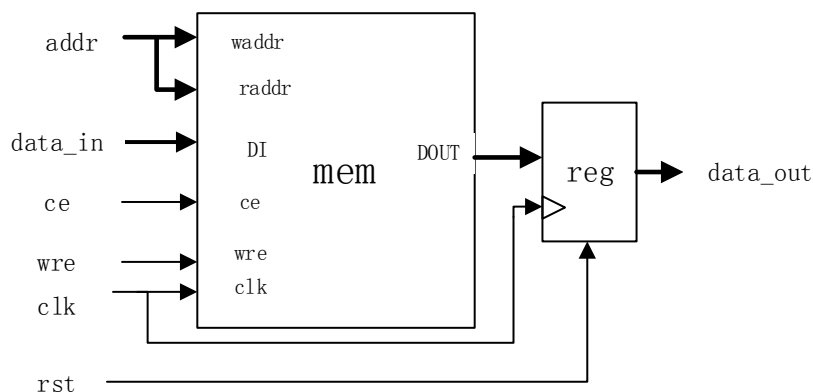 addr
waddr
raddr
data_in
DI
mem
DOUT
reg
data_out
ce
ce
wre
wre
clk
clk
rst